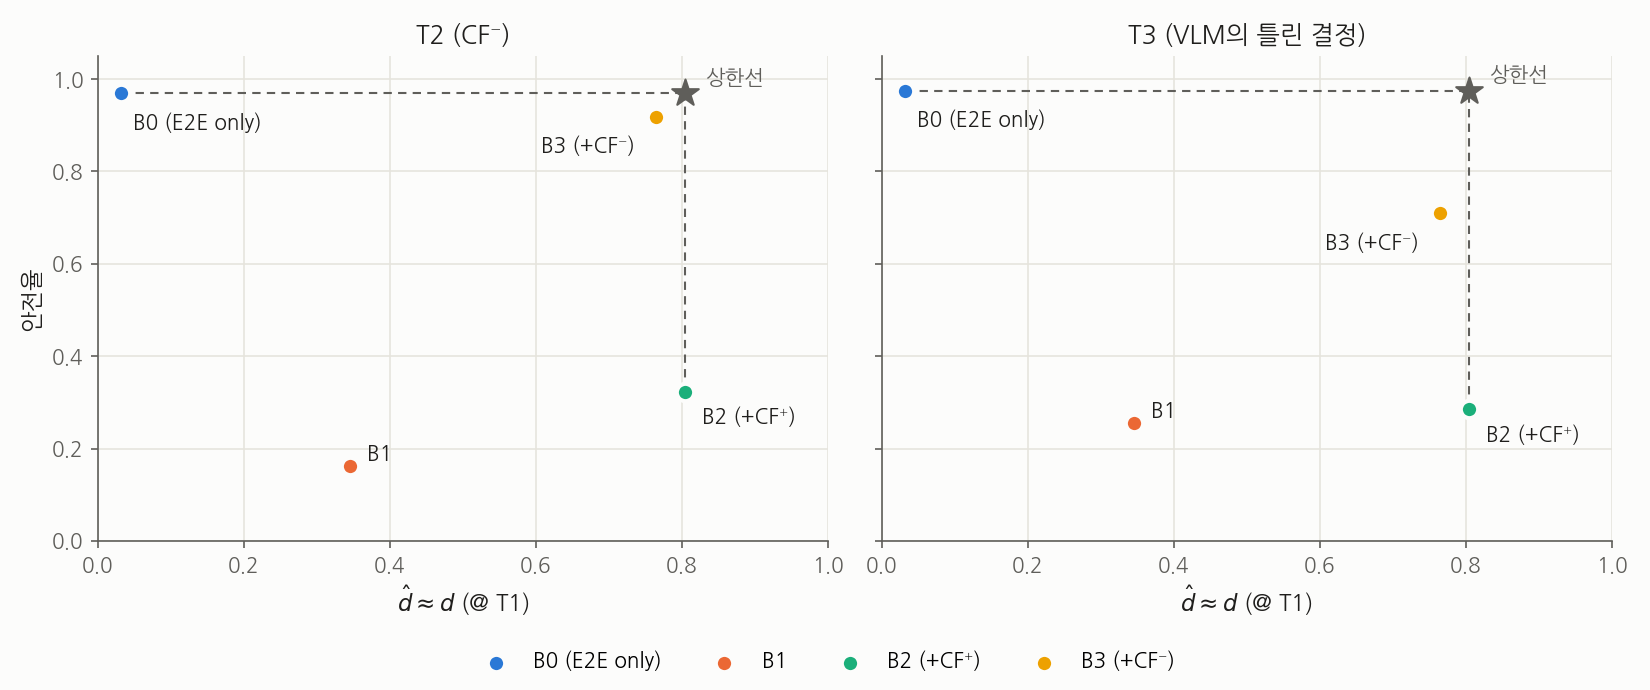 T2 (CF⁻)
안전율
1.0
0.8
0.6
0.4
0.2
0.0
상한선
B0 (E2E only)
B3 (+CF⁻)
B2 (+CF⁺)
B1
0.0 0.2 0.4 0.6 0.8 1.0
d̂ ≈ d (@ T1)
T3 (VLM의 틀린 결정)
상한선
B0 (E2E only)
B3 (+CF⁻)
B1
B2 (+CF⁺)
0.0 0.2 0.4 0.6 0.8 1.0
d̂ ≈ d (@ T1)
B0 (E2E only) B1 B2 (+CF⁺) B3 (+CF⁻)